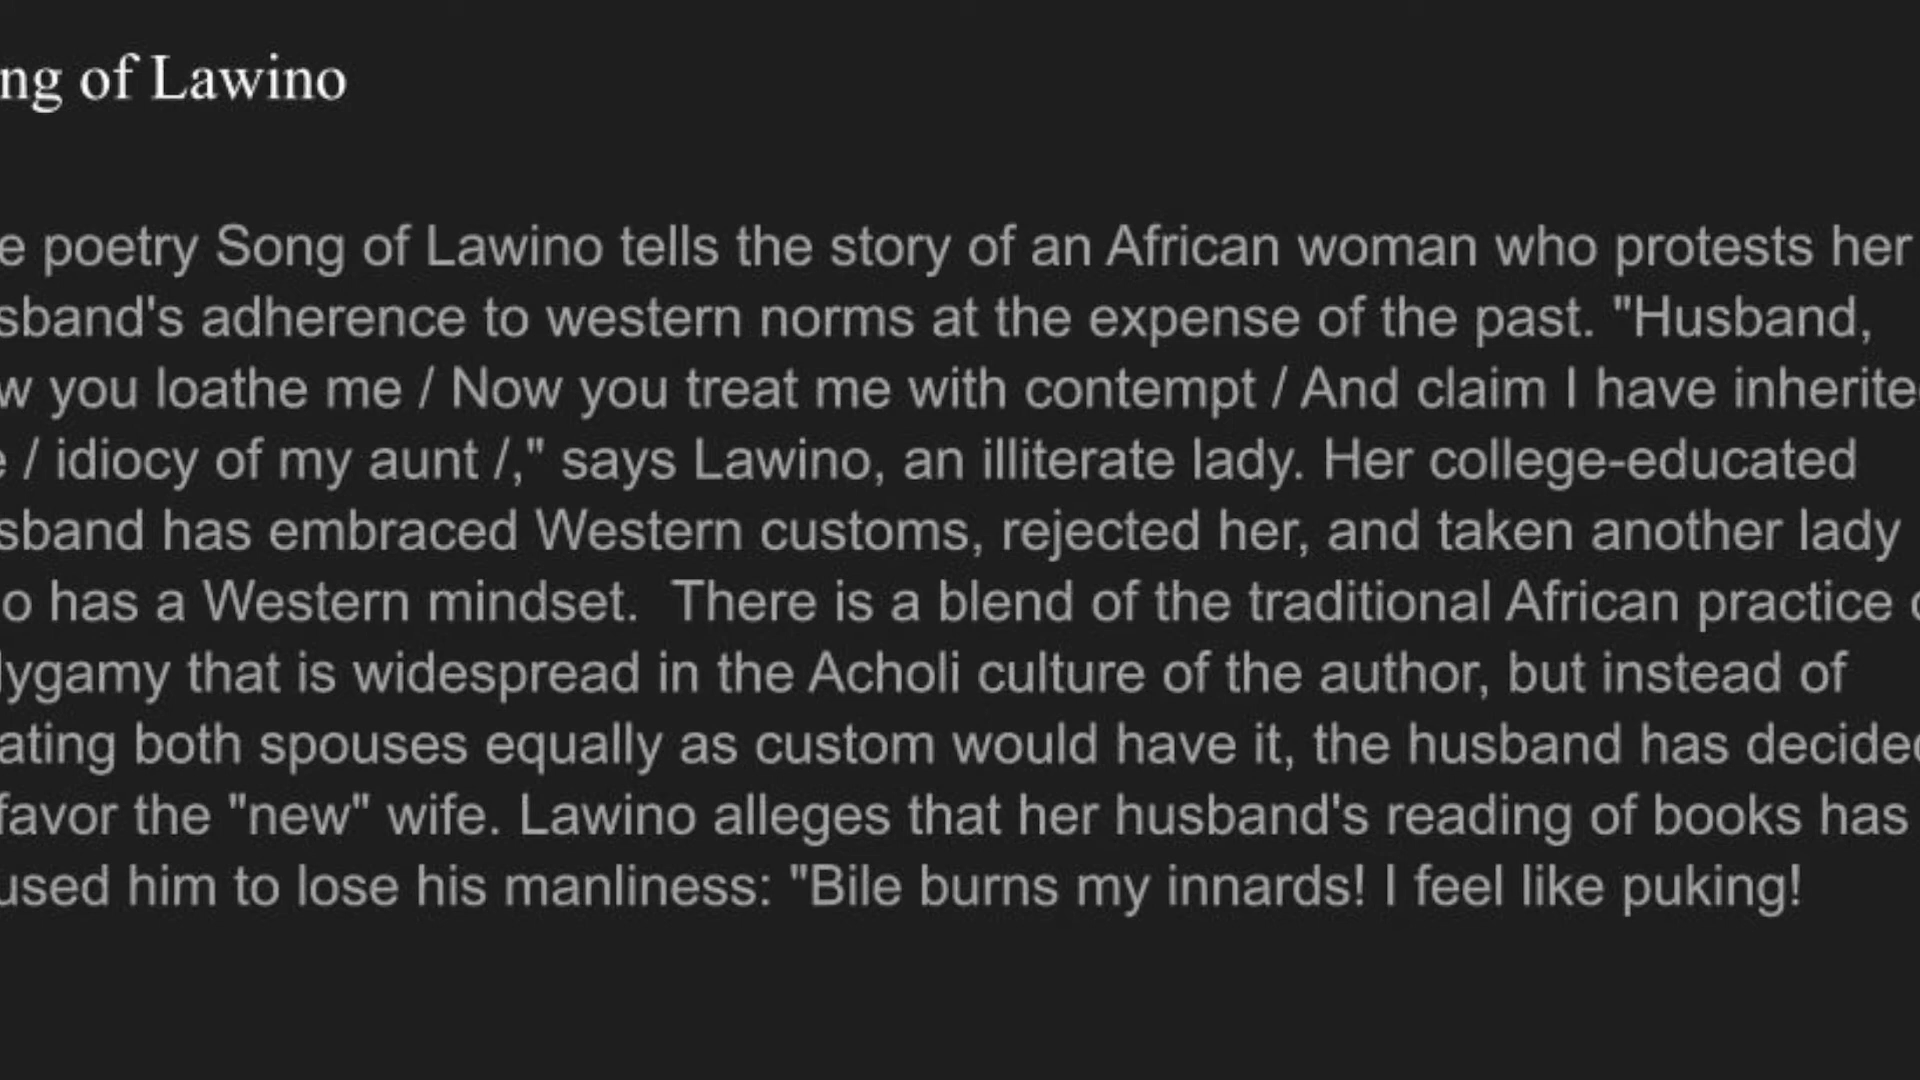 ng of Lawino
e poetry Song of Lawino tells the story of an African woman who protests her
sband's adherence to western norms at the expense of the past. "Husband,
w you loathe me / Now you treat me with contempt / And claim I have inherite
e / idiocy of my aunt /," says Lawino, an illiterate lady. Her college-educated
sband has embraced Western customs, rejected her, and taken another lady
o has a Western mindset.  There is a blend of the traditional African practice o
lygamy that is widespread in the Acholi culture of the author, but instead of
ating both spouses equally as custom would have it, the husband has decided
favor the "new" wife. Lawino alleges that her husband's reading of books has
used him to lose his manliness: "Bile burns my innards! I feel like puking!